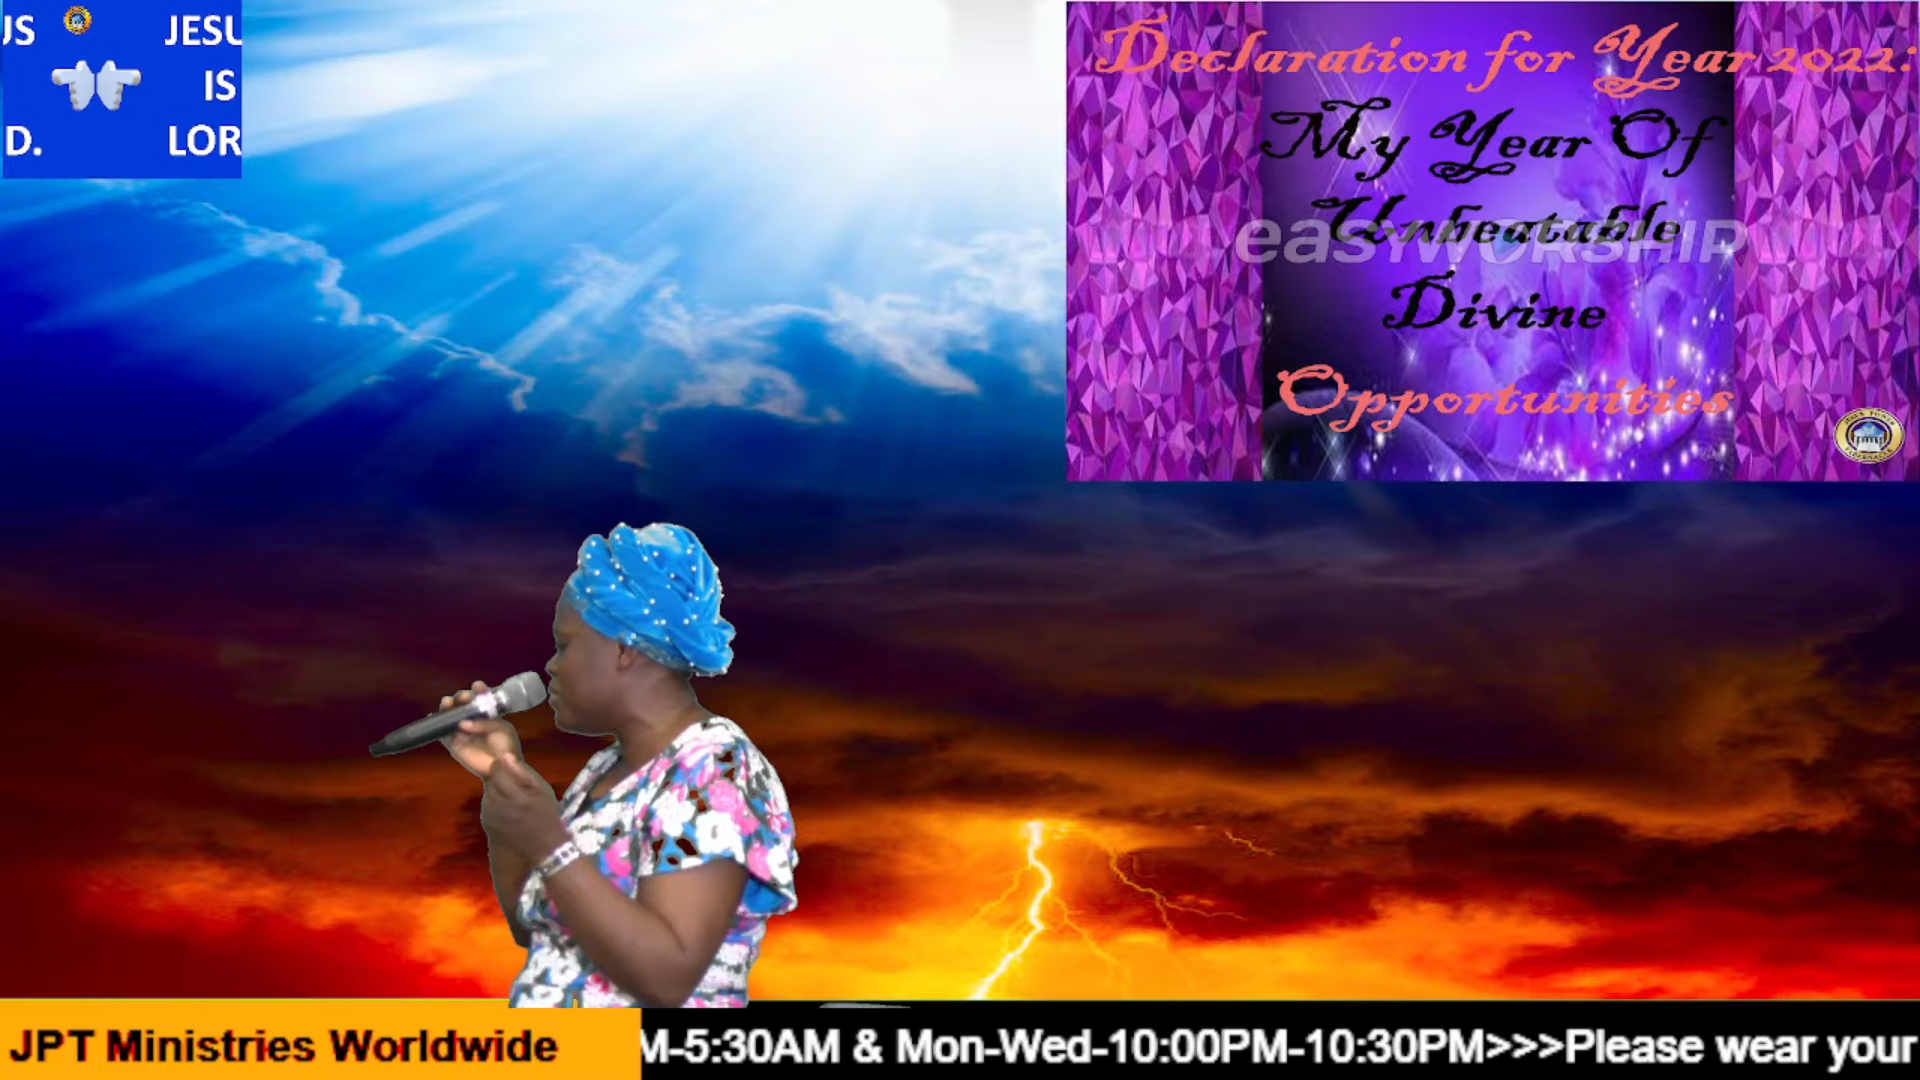 US JESU
IS
D. LOR
Declaration for Year 2022:
My Year Of
Unbeatable
easyWORSHIP
Divine
Opportunities
JPT Ministries Worldwide
M-5:30AM & Mon-Wed-10:00PM-10:30PM>>>Please wear your